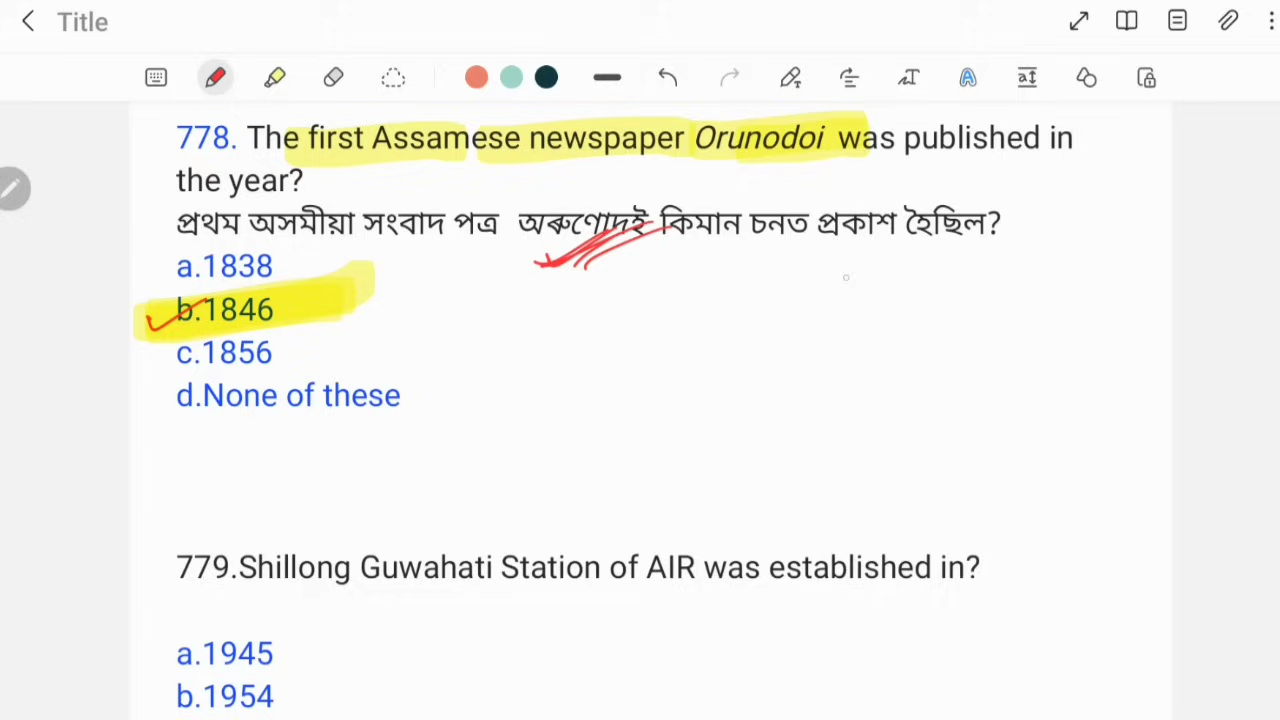 Title
778. The first Assamese newspaper Orunodoi was published in
the year?
প্ৰথম অসমীয়া সংবাদ পত্ৰ অৰুণোদই কিমান চনত প্ৰকাশ হৈছিল?
a.1838
b.1846
c.1856
d.None of these
779.Shillong Guwahati Station of AIR was established in?
a.1945
b.1954